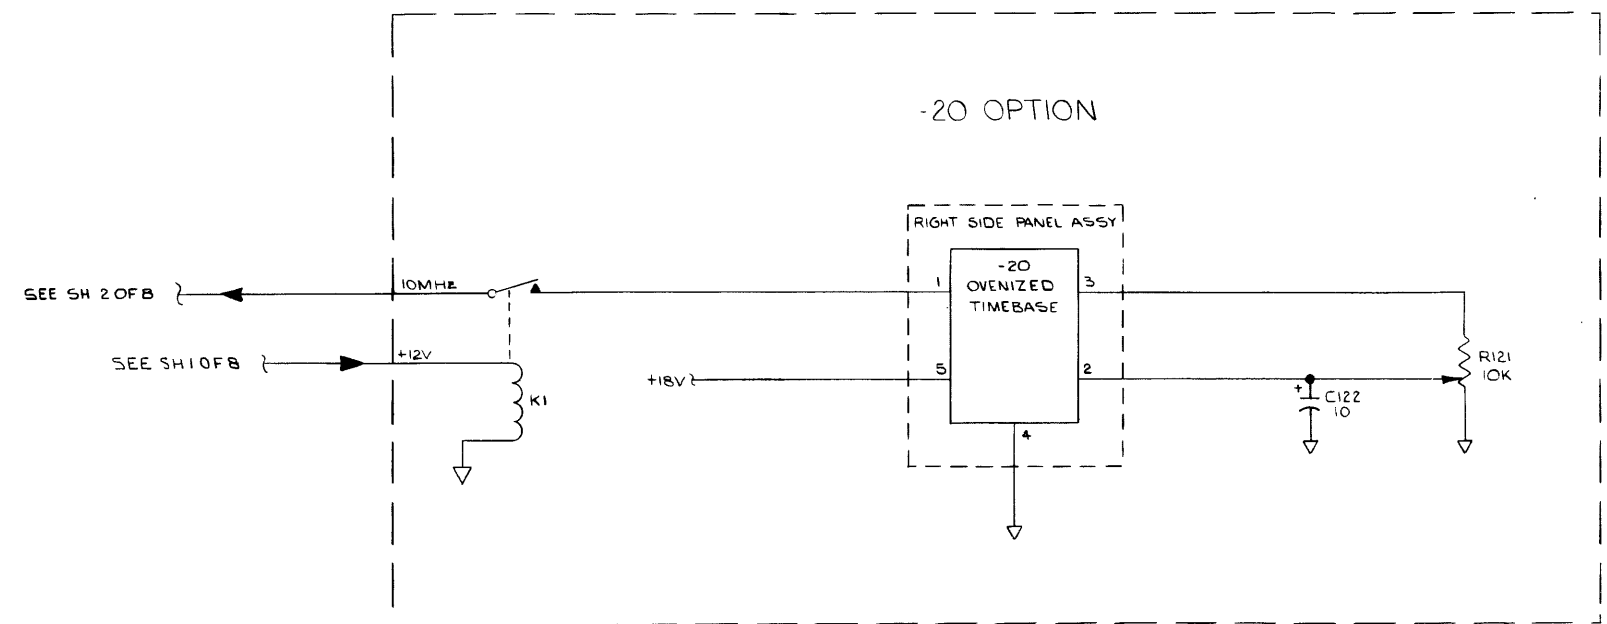 -20 OPTION
RIGHT SIDE PANEL ASSY
-20
OVENIZED
TIMEBASE
1
3
5
2
4
SEE SH 2 OF 8
10MHZ
SEE SH 1 OF 8
+12V
K1
+18V
R121
10K
+
C122
10